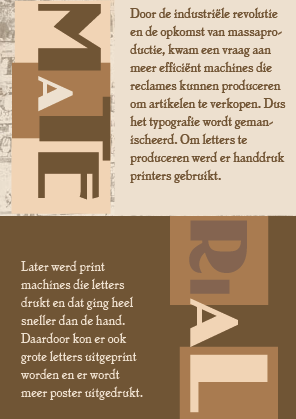 MATE
Door de industriële revolutie
en de opkomst van massapro-
ductie, kwam een vraag aan
meer efficiënt machines die
reclames kunnen produceren
om artikelen te verkopen. Dus
het typografie wordt geman-
ischeerd. Om letters te
produceren werd er handdruk
printers gebruikt.
RIAL
Later werd print
machines die letters
drukt en dat ging heel
sneller dan de hand.
Daardoor kon er ook
grote letters uitgeprint
worden en er wordt
meer poster uitgedrukt.